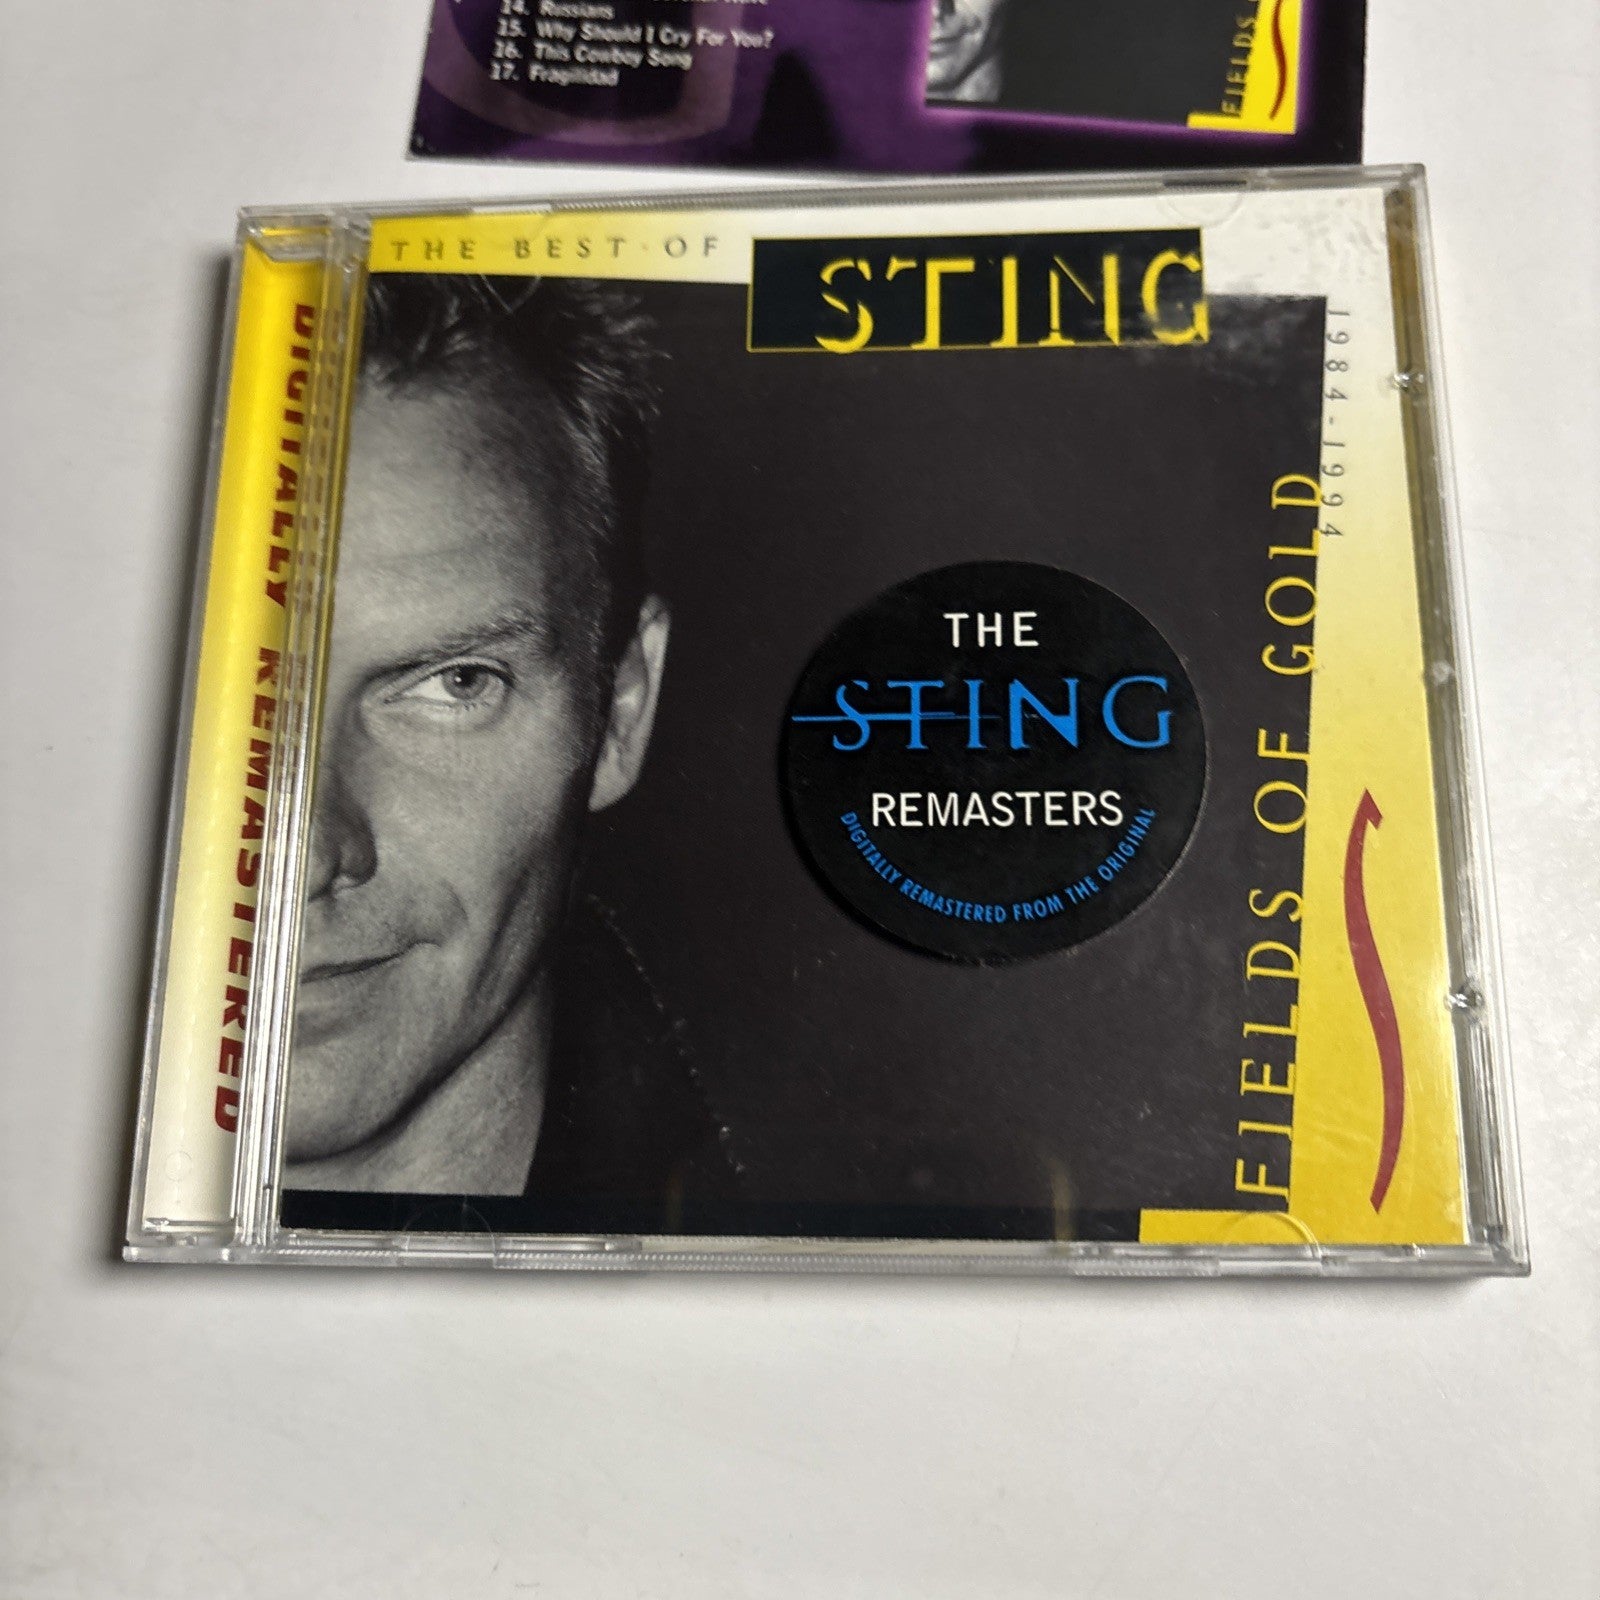 14. Russians
15. Why Should I Cry For You?
16. This Cowboy Song
17. Fragilidad
FIELDS
THE BEST·OF
STING
1984-1994
FIELDS OF GOLD
DIGITALLY REMASTERED
THE
STING
REMASTERS
DIGITALLY REMASTERED FROM THE ORIGINAL